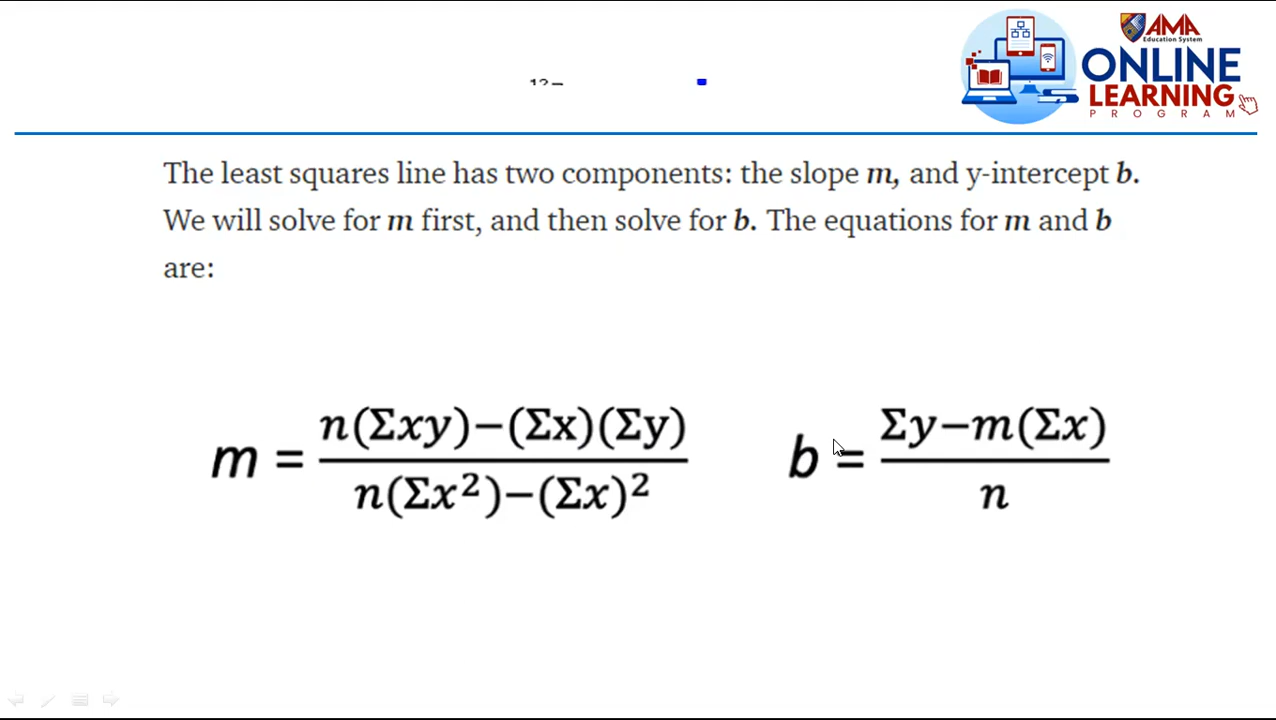 AMA
Education System
ONLINE
LEARNING
PROGRAM
The least squares line has two components: the slope m, and y-intercept b.
We will solve for m first, and then solve for b. The equations for m and b
are:
m = n(Σxy)−(Σx)(Σy) / n(Σx²)−(Σx)²
b = Σy−m(Σx) / n